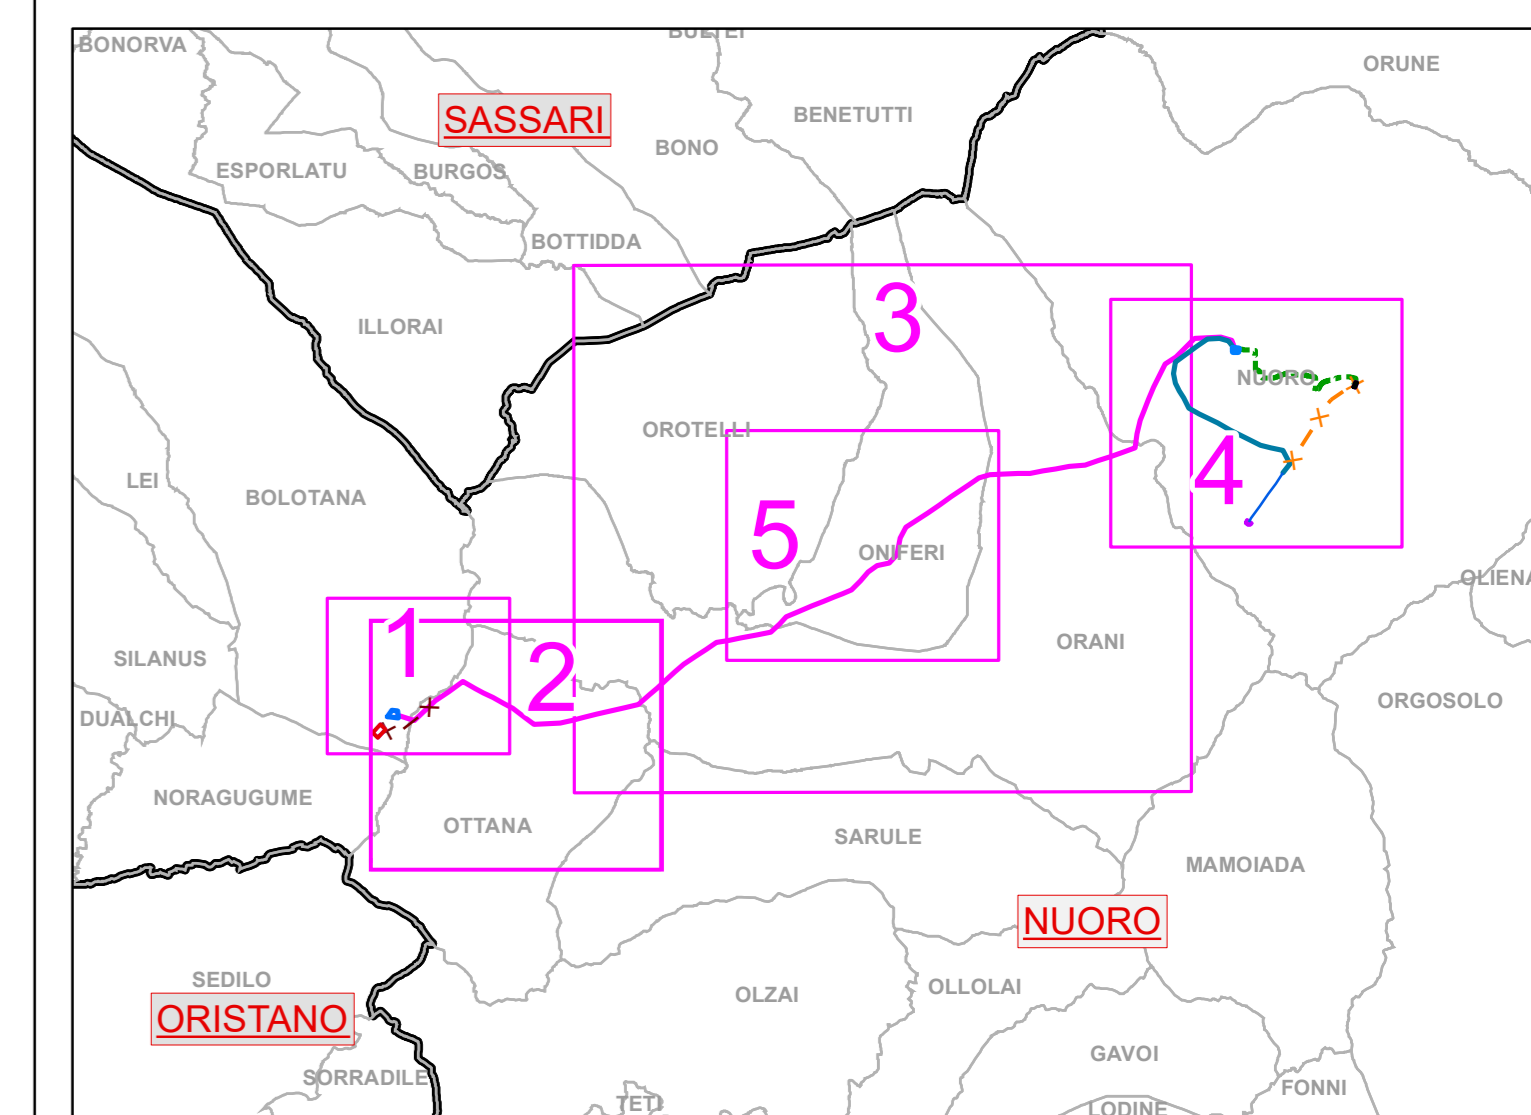 BULTEI
BONORVA
ORUNE
SASSARI
BENETUTTI
BONO
ESPORLATU
BURGOS
BOTTIDDA
3
ILLORAI
NUORO
OROTELLI
4
LEI
BOLOTANA
5
ONIFERI
OLIENA
1
ORANI
2
SILANUS
ORGOSOLO
DUALCHI
NORAGUGUME
OTTANA
SARULE
MAMOIADA
NUORO
SEDILO
OLLOLAI
OLZAI
ORISTANO
GAVOI
SORRADILE
FONNI
TETI
LODINE